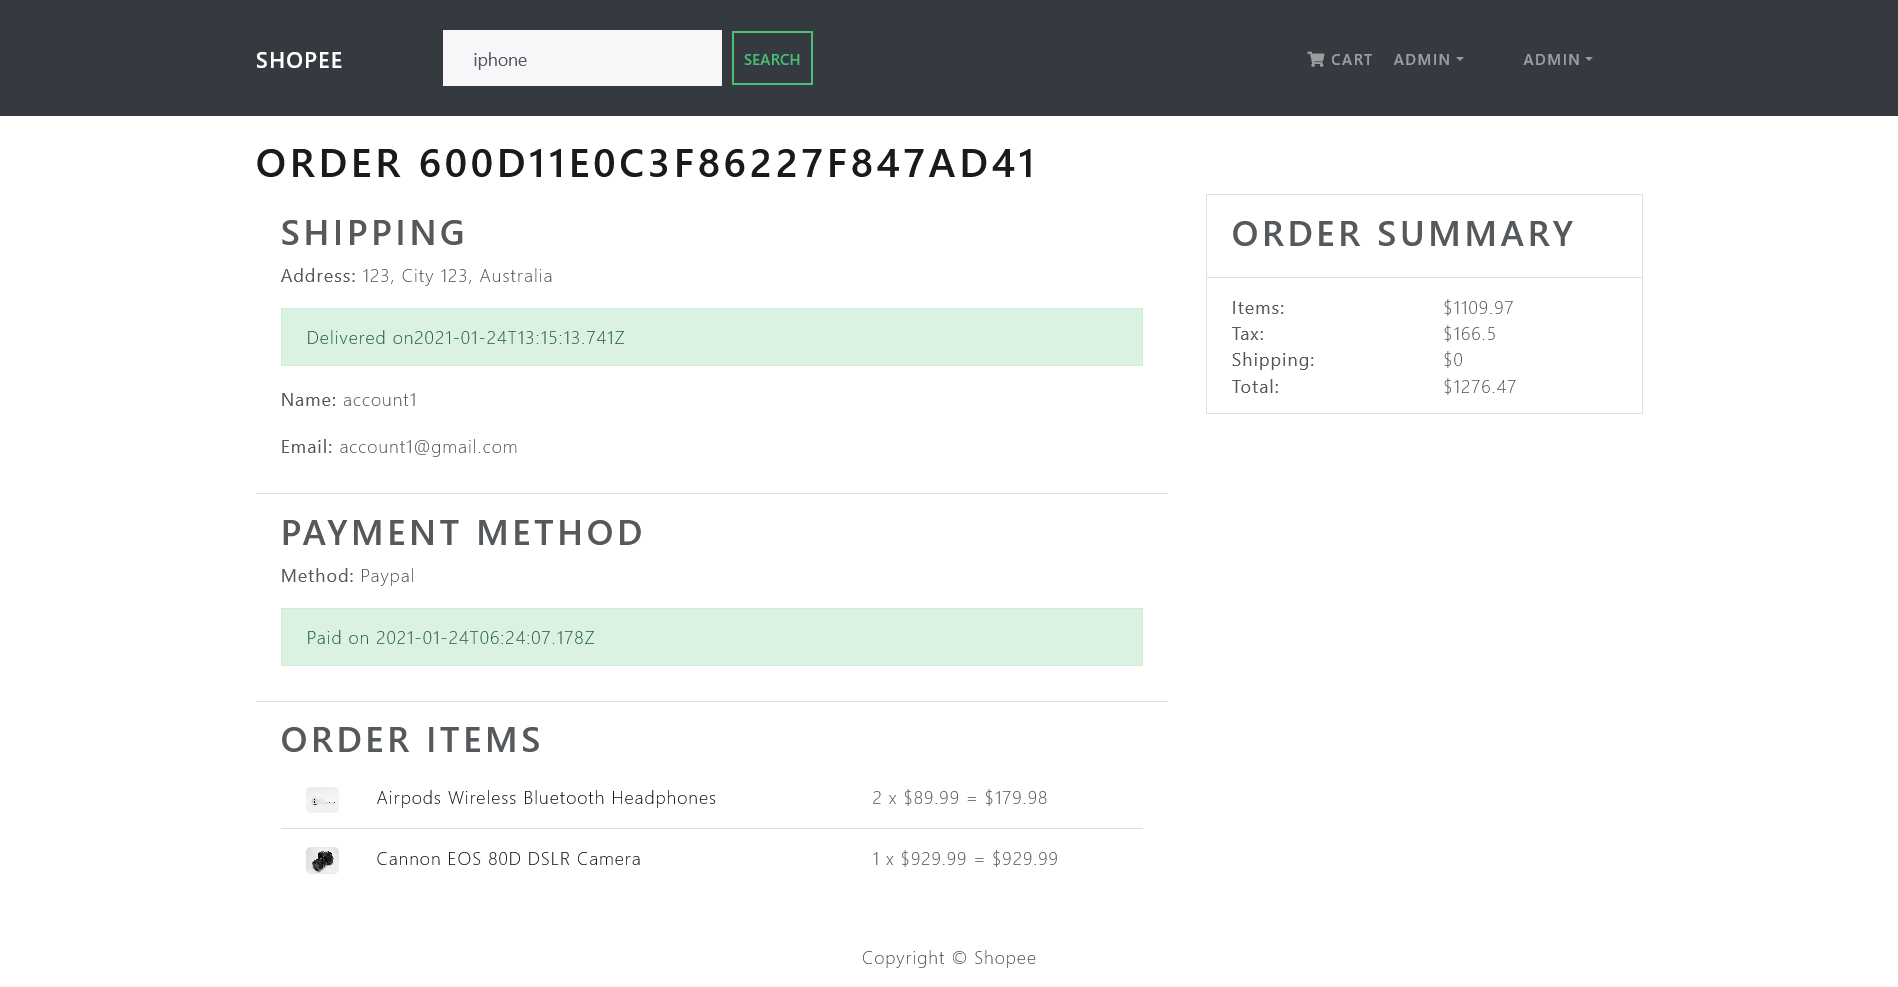 SHOPEE
iphone
SEARCH
CART
ADMIN
ADMIN
ORDER 600D11E0C3F86227F847AD41
SHIPPING
Address: 123, City 123, Australia
Delivered on2021-01-24T13:15:13.741Z
Name: account1
Email: account1@gmail.com
PAYMENT METHOD
Method: Paypal
Paid on 2021-01-24T06:24:07.178Z
ORDER ITEMS
Airpods Wireless Bluetooth Headphones 2 x $89.99 = $179.98
Cannon EOS 80D DSLR Camera 1 x $929.99 = $929.99
ORDER SUMMARY
Items: $1109.97
Tax: $166.5
Shipping: $0
Total: $1276.47
Copyright © Shopee